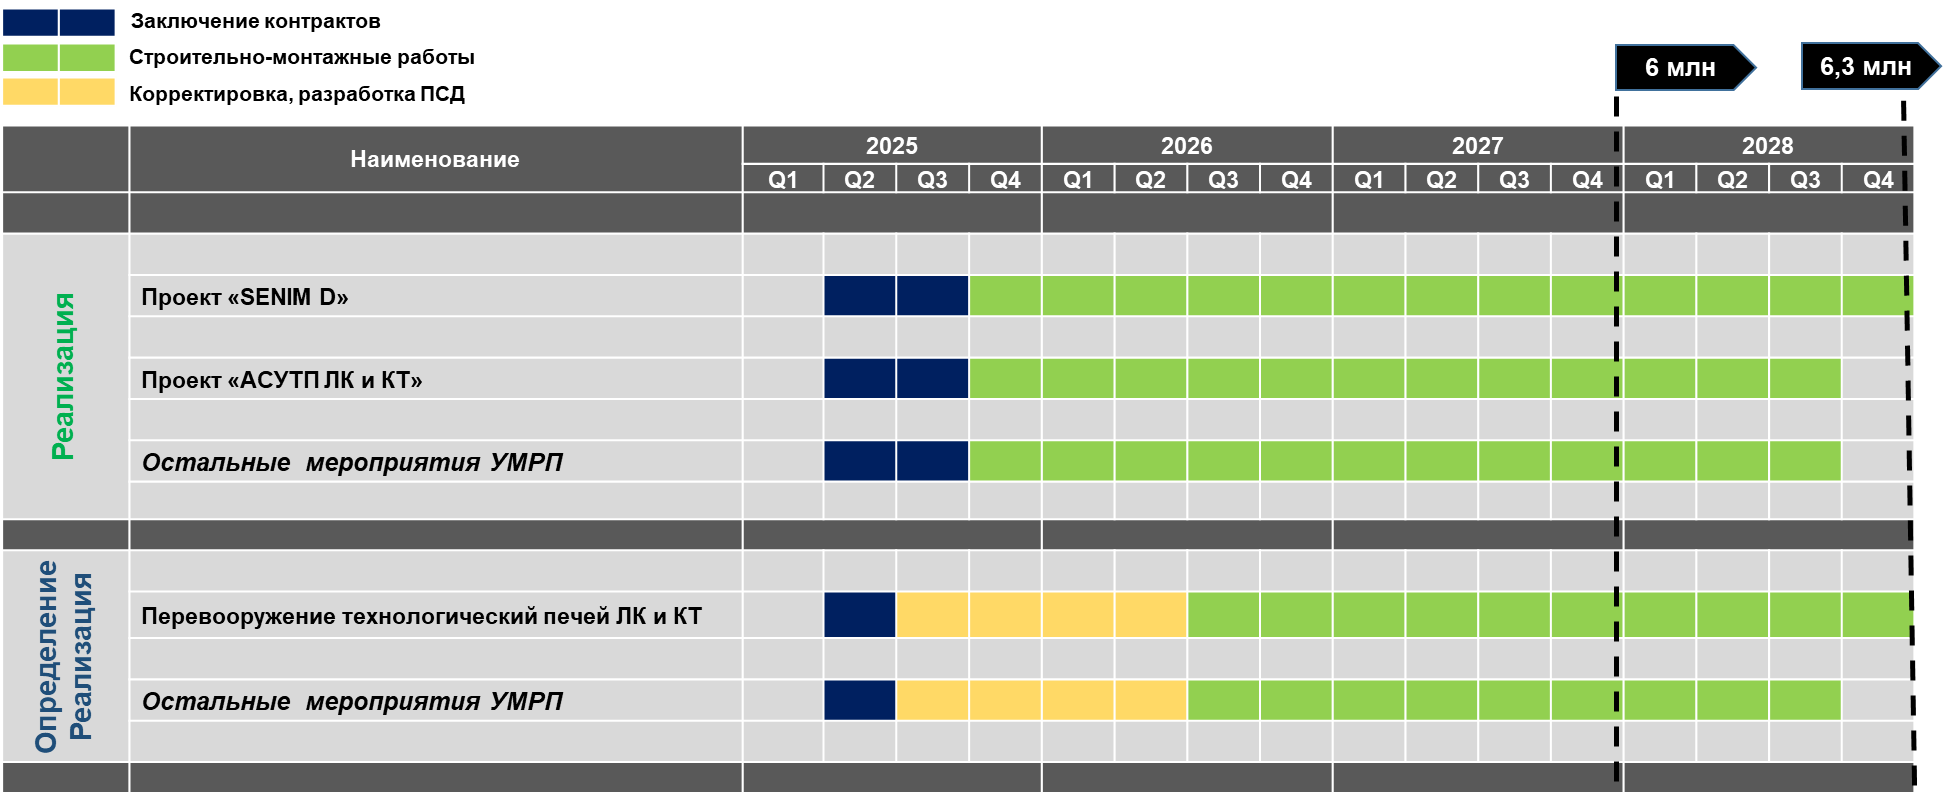 Заключение контрактов
Строительно-монтажные работы
Корректировка, разработка ПСД
6 млн
6,3 млн
Наименование
2025
2026
2027
2028
Q1 Q2 Q3 Q4 Q1 Q2 Q3 Q4 Q1 Q2 Q3 Q4 Q1 Q2 Q3 Q4
Реализация
Проект «SENIM D»
Проект «АСУТП ЛК и КТ»
Остальные мероприятия УМРП
Определение
Реализация
Перевооружение технологический печей ЛК и КТ
Остальные мероприятия УМРП